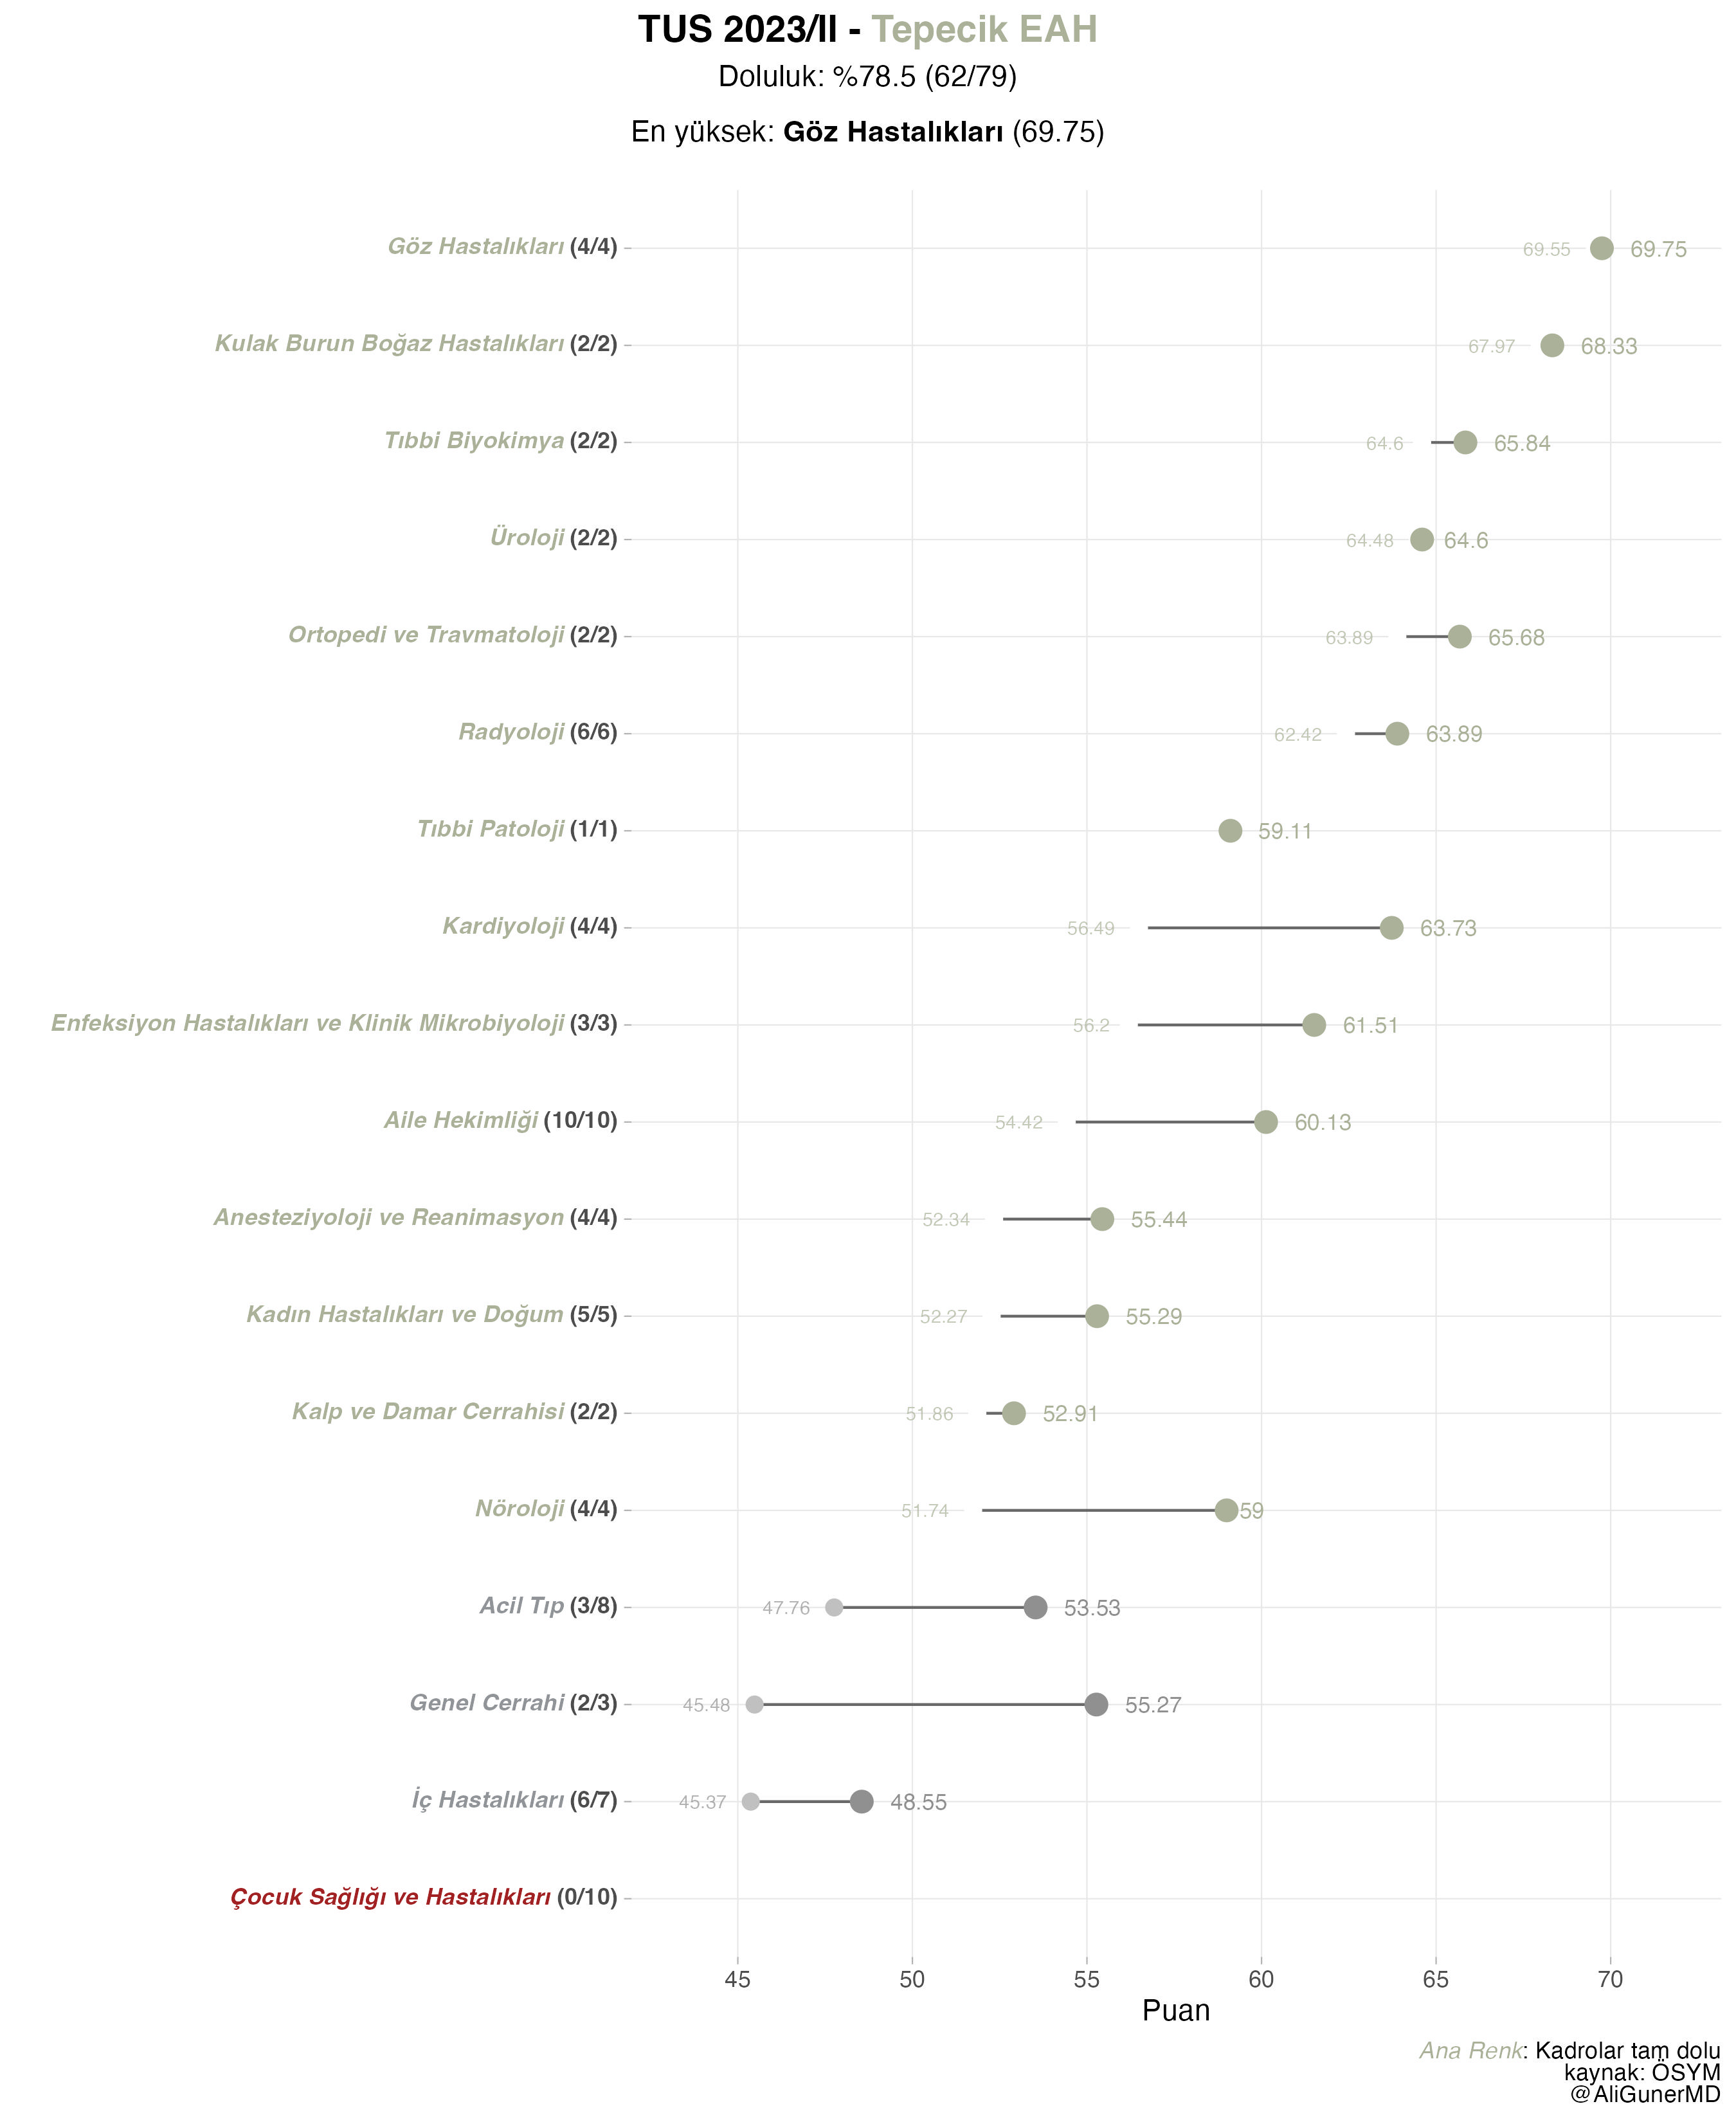 TUS 2023/II - Tepecik EAH
Doluluk: %78.5 (62/79)
En yüksek: Göz Hastalıkları (69.75)
Göz Hastalıkları (4/4) 69.55 69.75
Kulak Burun Boğaz Hastalıkları (2/2) 67.97 68.33
Tıbbi Biyokimya (2/2) 64.6 65.84
Üroloji (2/2) 64.48 64.6
Ortopedi ve Travmatoloji (2/2) 63.89 65.68
Radyoloji (6/6) 62.42 63.89
Tıbbi Patoloji (1/1) 59.11
Kardiyoloji (4/4) 56.49 63.73
Enfeksiyon Hastalıkları ve Klinik Mikrobiyoloji (3/3) 56.2 61.51
Aile Hekimliği (10/10) 54.42 60.13
Anesteziyoloji ve Reanimasyon (4/4) 52.34 55.44
Kadın Hastalıkları ve Doğum (5/5) 52.27 55.29
Kalp ve Damar Cerrahisi (2/2) 51.86 52.91
Nöroloji (4/4) 51.74 59
Acil Tıp (3/8) 47.76 53.53
Genel Cerrahi (2/3) 45.48 55.27
İç Hastalıkları (6/7) 45.37 48.55
Çocuk Sağlığı ve Hastalıkları (0/10)
45 50 55 60 65 70
Puan
Ana Renk: Kadrolar tam dolu
kaynak: ÖSYM
@AliGunerMD